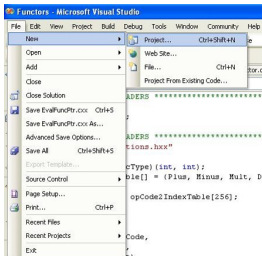 Functors - Microsoft Visual Studio
File Edit View Project Build Debug Tools Window Community Help
New
Project... Ctrl+Shift+N
Open
Web Site...
Add
File... Ctrl+N
Close
Project From Existing Code...
Close Solution
ADERS ******************
Save EvalFuncPtr.cxx Ctrl+S
Save EvalFuncPtr.cxx As...
Advanced Save Options...
ADERS ******************
Save All Ctrl+Shift+S
tions.hxx"
Export Template...
cType)(int, int);
Source Control
ble[] = {Plus, Minus, Mult, D
Page Setup...
opCode2IndexTable[256];
Print... Ctrl+P
Recent Files
Recent Projects
Code,
Exit